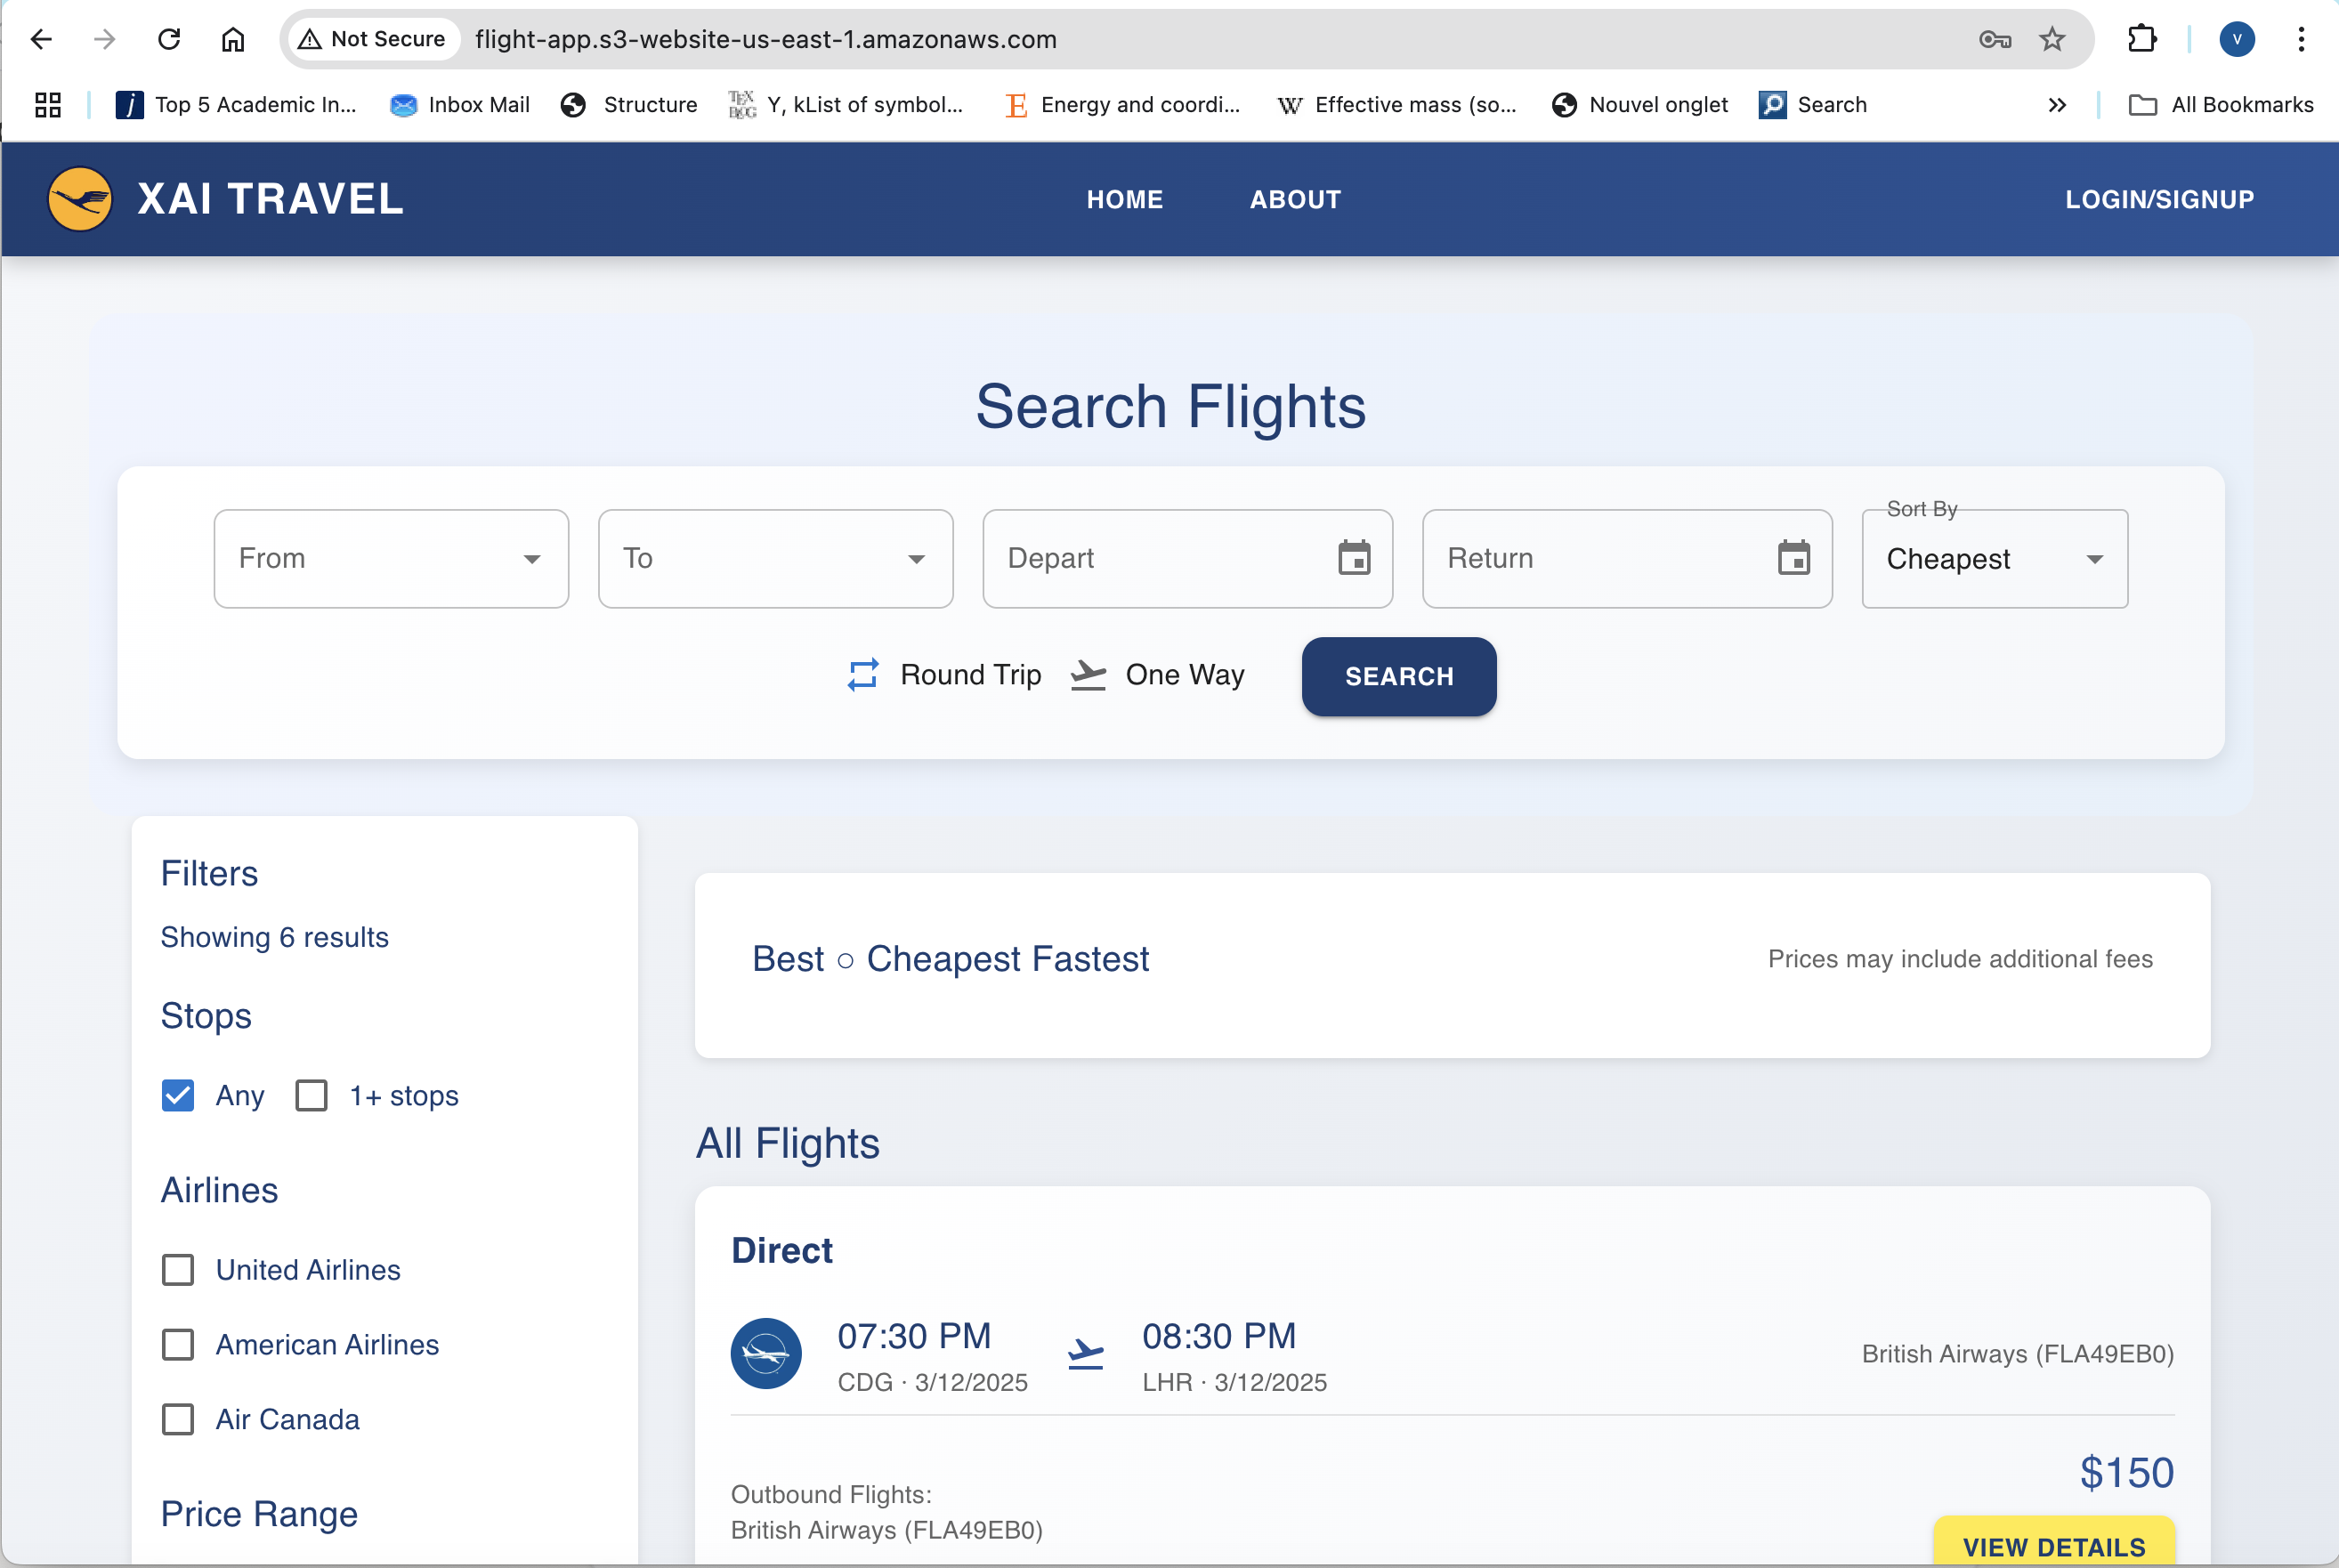 Not Secure flight-app.s3-website-us-east-1.amazonaws.com V
Top 5 Academic In... Inbox Mail Structure Y, kList of symbol... Energy and coordi... Effective mass (so... Nouvel onglet Search » All Bookmarks
XAI TRAVEL HOME ABOUT LOGIN/SIGNUP
Search Flights
Sort By
From To Depart Return Cheapest
Round Trip One Way SEARCH
Filters
Showing 6 results
Stops
Any 1+ stops
Airlines
United Airlines
American Airlines
Air Canada
Price Range
Best ○ Cheapest Fastest Prices may include additional fees
All Flights
Direct
07:30 PM 08:30 PM
CDG · 3/12/2025 LHR · 3/12/2025
British Airways (FLA49EB0)
$150
Outbound Flights:
British Airways (FLA49EB0)
VIEW DETAILS